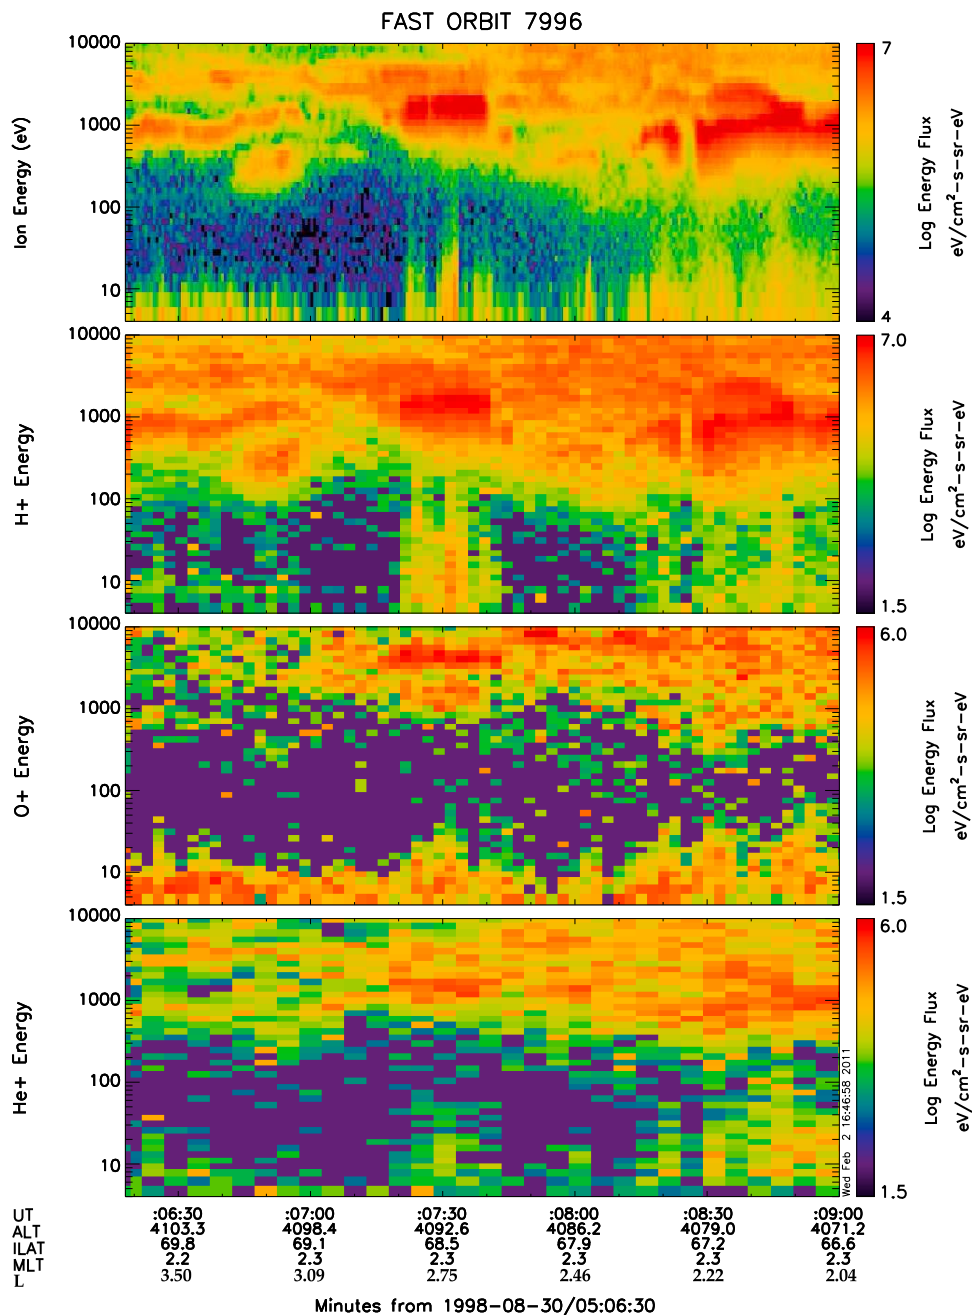 FAST ORBIT 7996
10000
1000
100
10
Ion Energy (eV)
7
4
Log Energy Flux
eV/cm²-s-sr-eV
10000
1000
100
10
H+ Energy
7.0
1.5
Log Energy Flux
eV/cm²-s-sr-eV
10000
1000
100
10
O+ Energy
6.0
1.5
Log Energy Flux
eV/cm²-s-sr-eV
10000
1000
100
10
He+ Energy
6.0
1.5
Log Energy Flux
eV/cm²-s-sr-eV
Wed Feb 2 16:46:58 2011
UT :06:30 :07:00 :07:30 :08:00 :08:30 :09:00
ALT 4103.3 4098.4 4092.6 4086.2 4079.0 4071.2
ILAT 69.8 69.1 68.5 67.9 67.2 66.6
MLT 2.2 2.3 2.3 2.3 2.3 2.3
L 3.50 3.09 2.75 2.46 2.22 2.04
Minutes from 1998-08-30/05:06:30